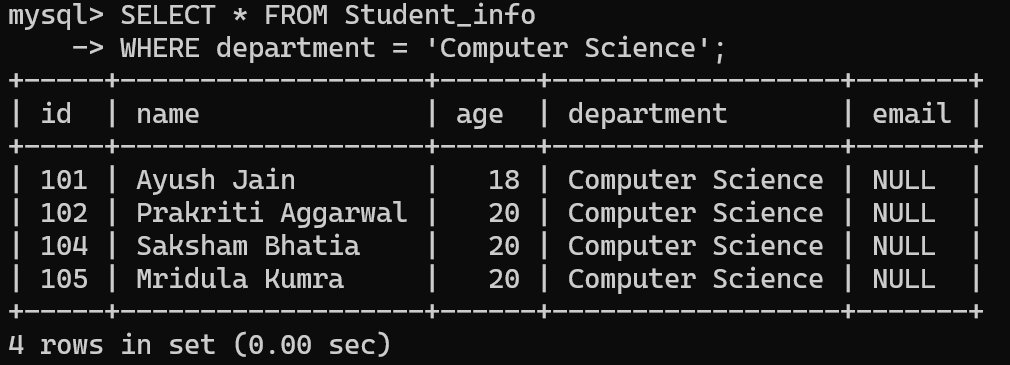 mysql> SELECT * FROM Student_info
    -> WHERE department = 'Computer Science';
+-----+-------------------+------+------------------+-------+
| id  | name              | age  | department       | email |
+-----+-------------------+------+------------------+-------+
| 101 | Ayush Jain        |   18 | Computer Science | NULL  |
| 102 | Prakriti Aggarwal |   20 | Computer Science | NULL  |
| 104 | Saksham Bhatia    |   20 | Computer Science | NULL  |
| 105 | Mridula Kumra     |   20 | Computer Science | NULL  |
+-----+-------------------+------+------------------+-------+
4 rows in set (0.00 sec)